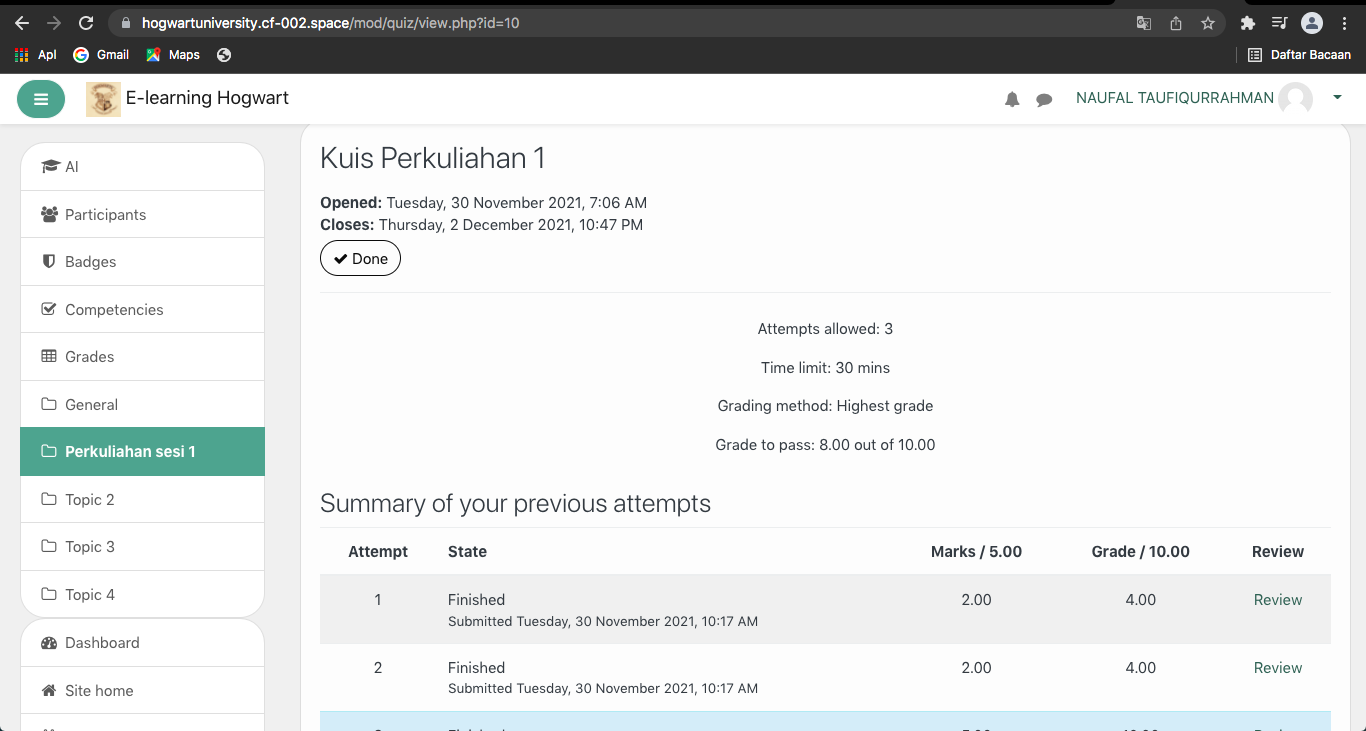 hogwartuniversity.cf-002.space/mod/quiz/view.php?id=10
Apl Gmail Maps Daftar Bacaan
E-learning Hogwart NAUFAL TAUFIQURRAHMAN
AI
Participants
Badges
Competencies
Grades
General
Perkuliahan sesi 1
Topic 2
Topic 3
Topic 4
Dashboard
Site home
Kuis Perkuliahan 1
Opened: Tuesday, 30 November 2021, 7:06 AM
Closes: Thursday, 2 December 2021, 10:47 PM
Done
Attempts allowed: 3
Time limit: 30 mins
Grading method: Highest grade
Grade to pass: 8.00 out of 10.00
Summary of your previous attempts
Attempt State Marks / 5.00 Grade / 10.00 Review
1 Finished 2.00 4.00 Review
Submitted Tuesday, 30 November 2021, 10:17 AM
2 Finished 2.00 4.00 Review
Submitted Tuesday, 30 November 2021, 10:17 AM